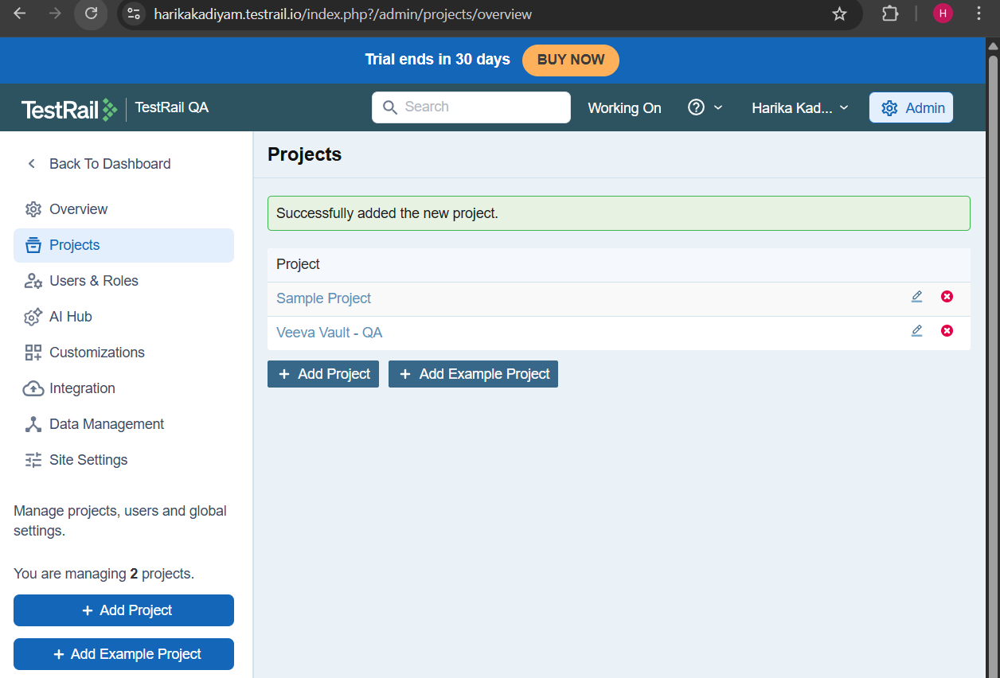 harikakadiyam.testrail.io/index.php?/admin/projects/overview
H
Trial ends in 30 days BUY NOW
TestRail TestRail QA Search Working On Harika Kad... Admin
Back To Dashboard
Overview
Projects
Users & Roles
AI Hub
Customizations
Integration
Data Management
Site Settings
Manage projects, users and global
settings.
You are managing 2 projects.
+ Add Project
+ Add Example Project
Projects
Successfully added the new project.
Project
Sample Project
Veeva Vault - QA
+ Add Project + Add Example Project